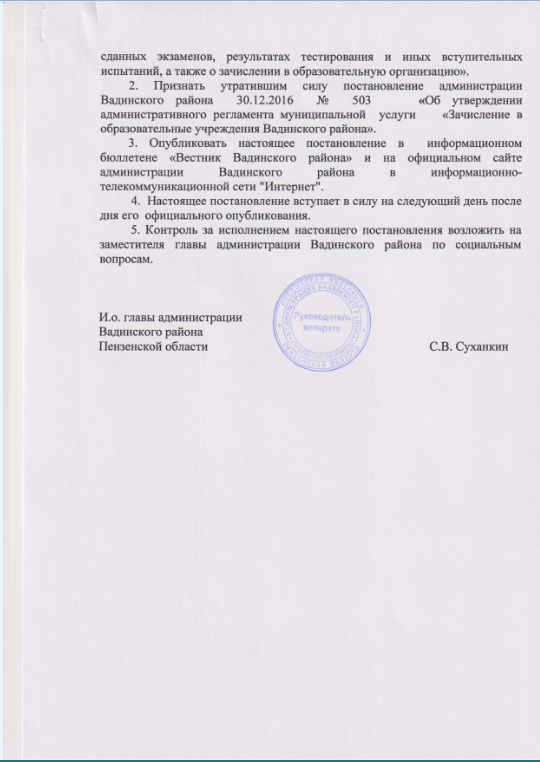 сданных экзаменов, результатах тестирования и иных вступительных
испытаний, а также о зачислении в образовательную организацию».
2. Признать утратившим силу постановление администрации
Вадинского района 30.12.2016 № 503 «Об утверждении
административного регламента муниципальной услуги «Зачисление в
образовательные учреждения Вадинского района».
3. Опубликовать настоящее постановление в информационном
бюллетене «Вестник Вадинского района» и на официальном сайте
администрации Вадинского района в информационно-
телекоммуникационной сети "Интернет".
4. Настоящее постановление вступает в силу на следующий день после
дня его официального опубликования.
5. Контроль за исполнением настоящего постановления возложить на
заместителя главы администрации Вадинского района по социальным
вопросам.
И.о. главы администрации
Вадинского района
Пензенской области
С.В. Суханкин
Руководитель
аппарата